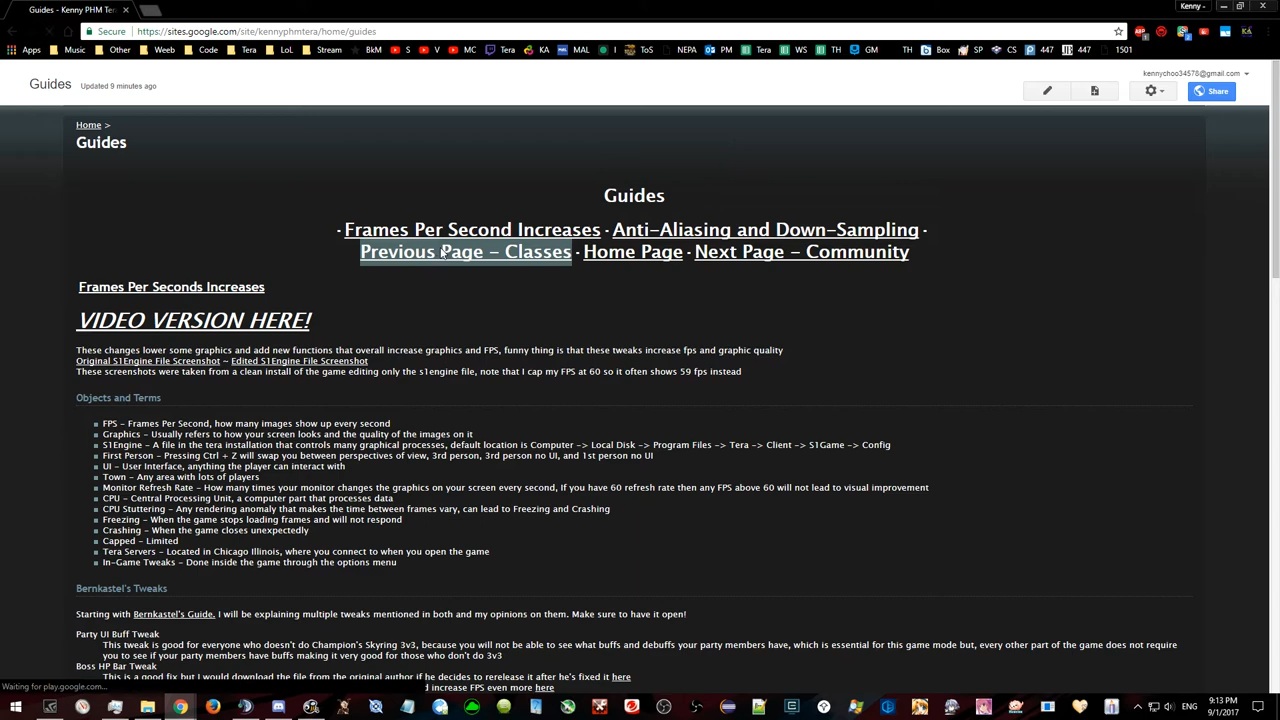 Guides - Kenny PHM Tera
Kenny
Secure
https://sites.google.com/site/kennyphmtera/home/guides
Apps Music Other Weeb Code Tera LoL Stream BkM S V MC Tera KA MAL I ToS NEPA PM Tera WS TH GM TH Box SP CS 447 447 1501
kennychoo34578@gmail.com
Guides Updated 9 minutes ago
Share
Home >
Guides
Guides
· Frames Per Second Increases · Anti-Aliasing and Down-Sampling ·
Previous Page - Classes · Home Page · Next Page - Community
Frames Per Seconds Increases
VIDEO VERSION HERE!
These changes lower some graphics and add new functions that overall increase graphics and FPS, funny thing is that these tweaks increase fps and graphic quality
Original S1Engine File Screenshot ~ Edited S1Engine File Screenshot
These screenshots were taken from a clean install of the game editing only the s1engine file, note that I cap my FPS at 60 so it often shows 59 fps instead
Objects and Terms
FPS - Frames Per Second, how many images show up every second
Graphics - Usually refers to how your screen looks and the quality of the images on it
S1Engine - A file in the tera installation that controls many graphical processes, default location is Computer -> Local Disk -> Program Files -> Tera -> Client -> S1Game -> Config
First Person - Pressing Ctrl + Z will swap you between perspectives of view, 3rd person, 3rd person no UI, and 1st person no UI
UI - User Interface, anything the player can interact with
Town - Any area with lots of players
Monitor Refresh Rate - How many times your monitor changes the graphics on your screen every second, If you have 60 refresh rate then any FPS above 60 will not lead to visual improvement
CPU - Central Processing Unit, a computer part that processes data
CPU Stuttering - Any rendering anomaly that makes the time between frames vary, can lead to Freezing and Crashing
Freezing - When the game stops loading frames and will not respond
Crashing - When the game closes unexpectedly
Capped - Limited
Tera Servers - Located in Chicago Illinois, where you connect to when you open the game
In-Game Tweaks - Done inside the game through the options menu
Bernkastel's Tweaks
Starting with Bernkastel's Guide. I will be explaining multiple tweaks mentioned in both and my opinions on them. Make sure to have it open!
Party UI Buff Tweak
This tweak is good for everyone who doesn't do Champion's Skyring 3v3, because you will not be able to see what buffs and debuffs your party members have, which is essential for this game mode but, every other part of the game does not require
you to see if your party members have buffs making it very good for those who don't do 3v3
Boss HP Bar Tweak
This is a good fix but I would download the file from the original author if he decides to rerelease it after he's fixed it here
d increase FPS even more here
Waiting for play.google.com...
ENG
9:13 PM
9/1/2017